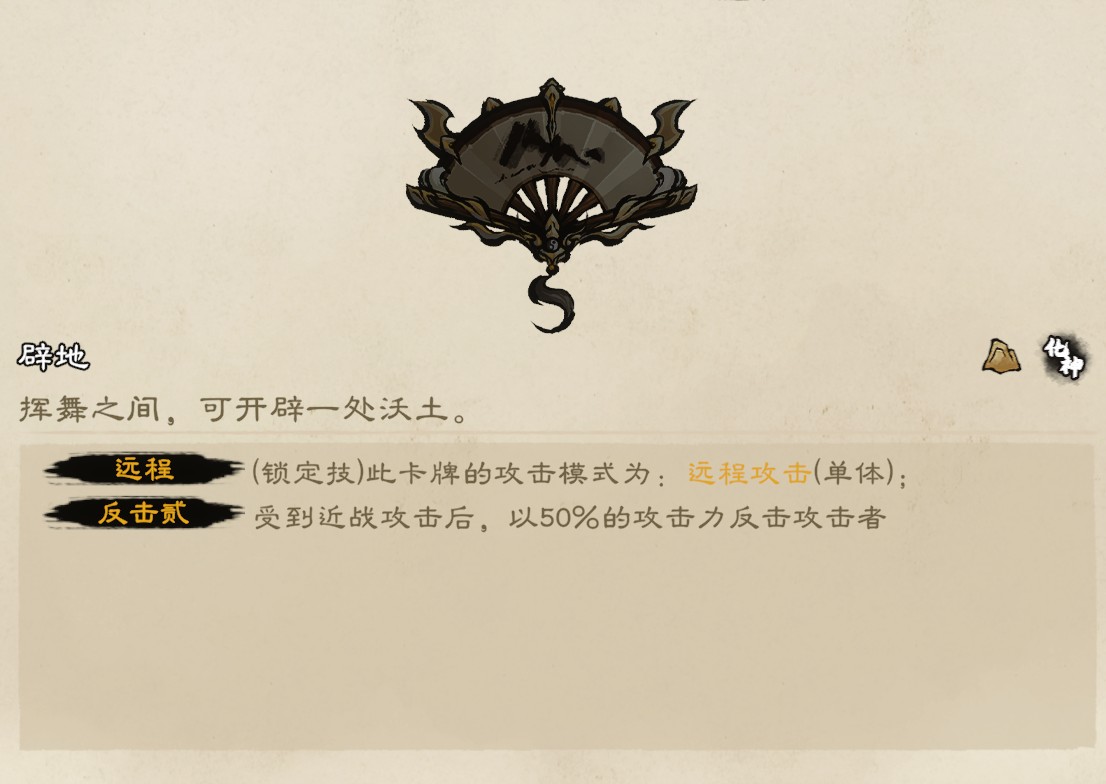 辟地
化神
挥舞之间，可开辟一处沃土。
远程 (锁定技)此卡牌的攻击模式为：远程攻击(单体)；
反击贰 受到近战攻击后，以50%的攻击力反击攻击者